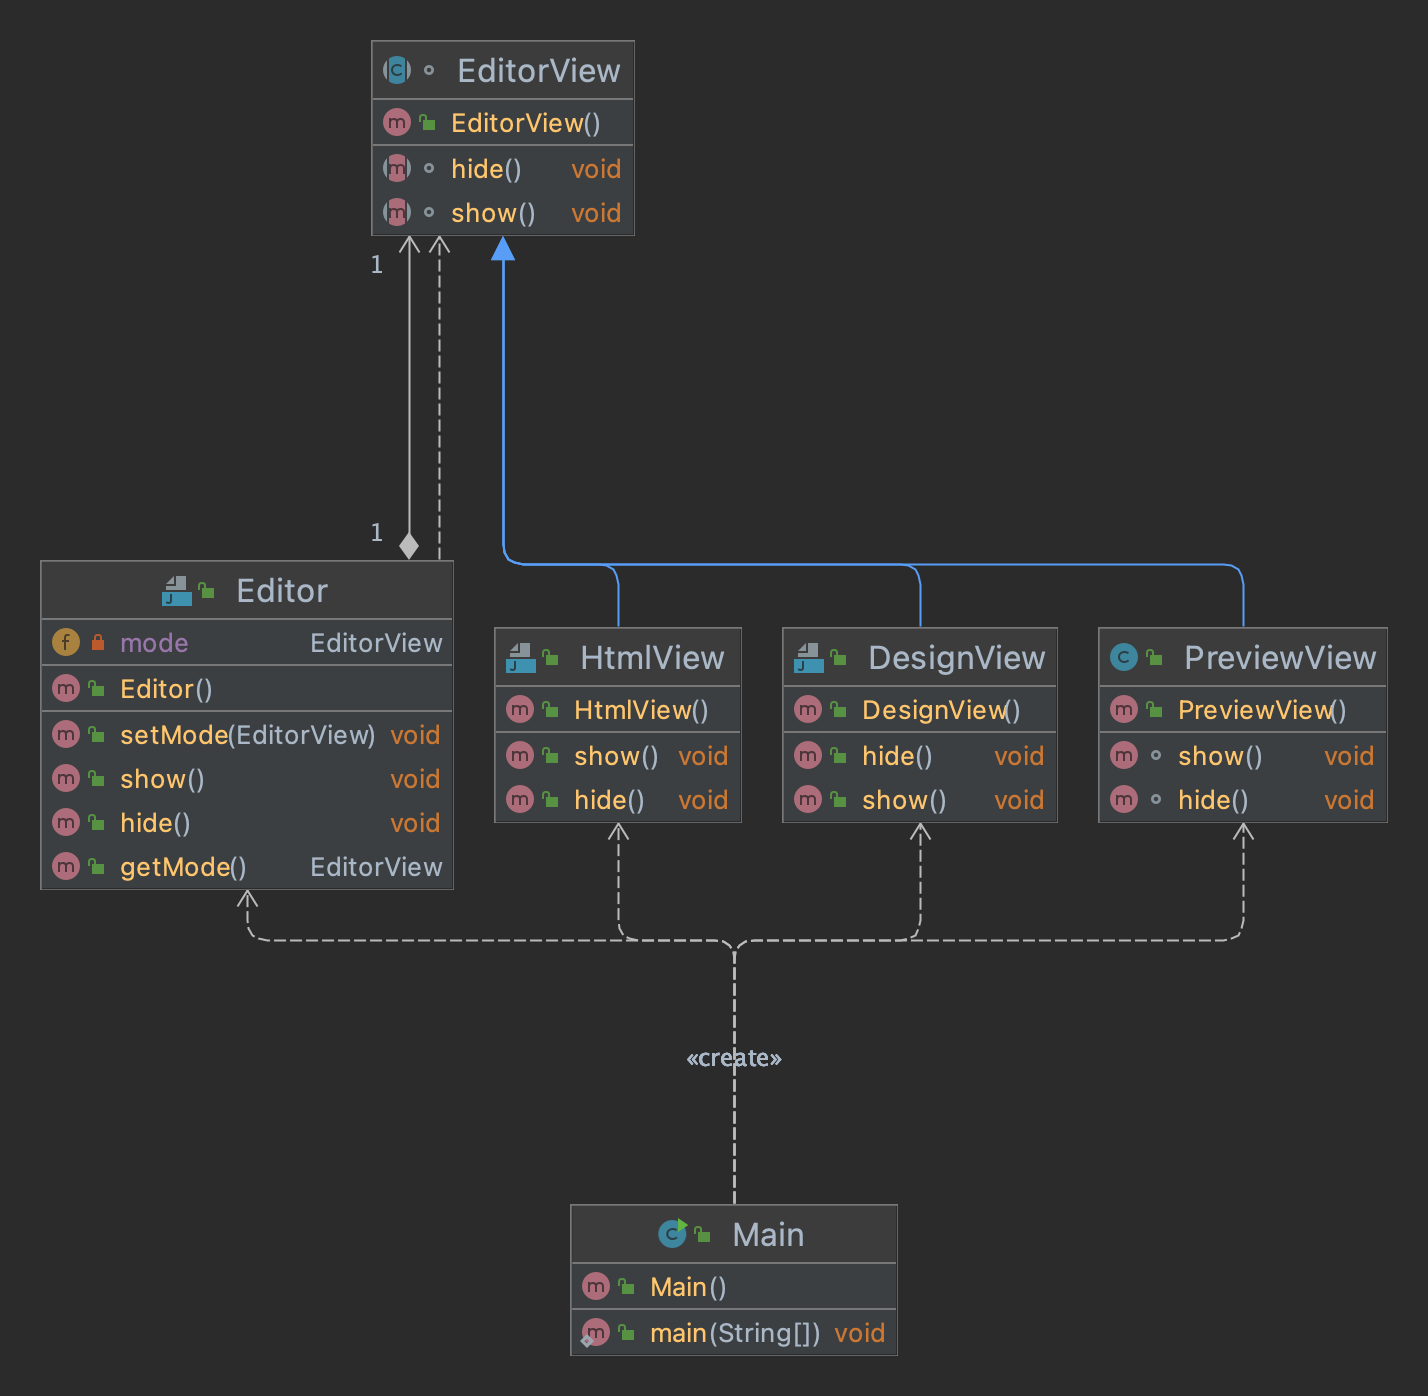 EditorView
EditorView()
hide() void
show() void
1
1
Editor
mode EditorView
Editor()
setMode(EditorView) void
show() void
hide() void
getMode() EditorView
HtmlView
HtmlView()
show() void
hide() void
DesignView
DesignView()
hide() void
show() void
PreviewView
PreviewView()
show() void
hide() void
«create»
Main
Main()
main(String[]) void